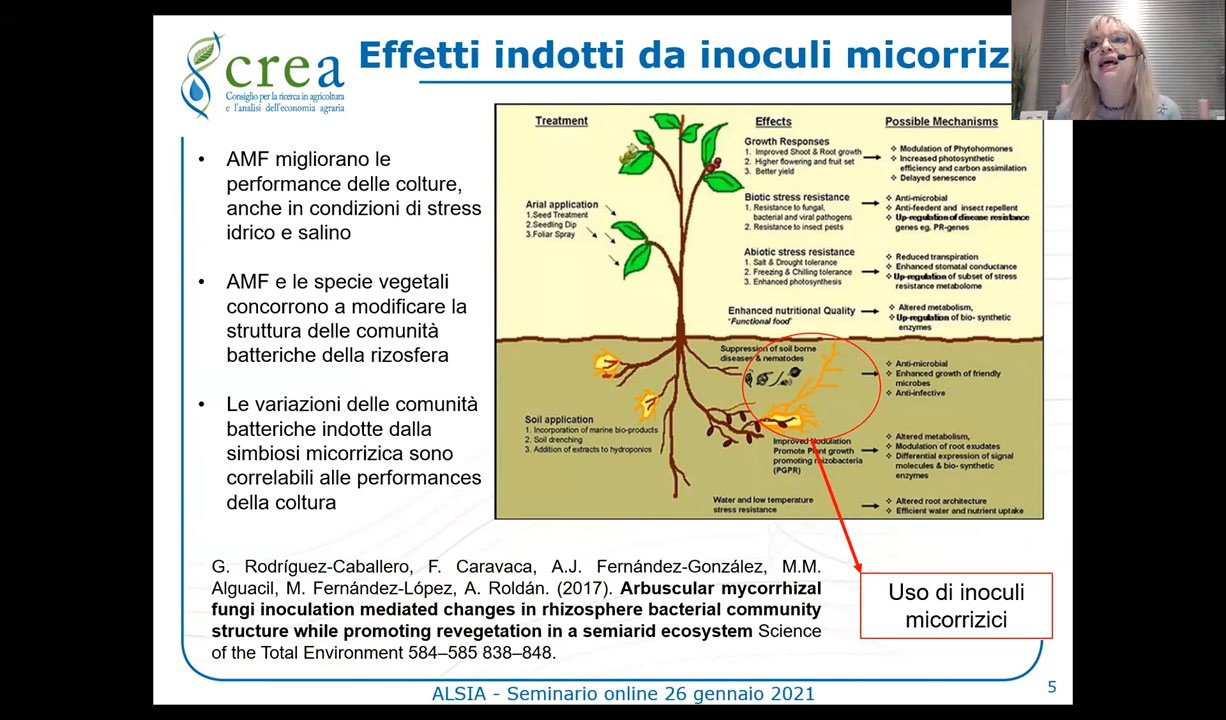 crea
Consiglio per la ricerca in agricoltura
e l'analisi dell'economia agraria
Effetti indotti da inoculi micorriz
• AMF migliorano le
performance delle colture,
anche in condizioni di stress
idrico e salino
• AMF e le specie vegetali
concorrono a modificare la
struttura delle comunità
batteriche della rizosfera
• Le variazioni delle comunità
batteriche indotte dalla
simbiosi micorrizica sono
correlabili alle performances
della coltura
Treatment
Effects
Possible Mechanisms
Arial application
1.Seed Treatment
2.Seeding Dip
3.Foliar Spray
Growth Responses
1. Improved Shoot & Root growth
2. Higher flowering and fruit set
3. Better yield
❖ Modulation of Phytohormones
❖ Increased photosynthetic
efficiency and carbon assimilation
❖ Delayed senescence
Biotic stress resistance
1. Resistance to fungal,
bacterial and viral pathogens
2. Resistance to insect pests
❖ Anti-microbial
❖ Anti-feedent and insect repellent
❖ Up-regulation of disease resistance
genes eg. PR-genes
Abiotic stress resistance
1. Salt & Drought tolerance
2. Freezing & Chilling tolerance
3. Enhanced photosynthesis
❖ Reduced transpiration
❖ Enhanced stomatal conductance
❖ Up-regulation of subset of stress
resistance metabolome
Enhanced nutritional Quality
"Functional food"
❖ Altered metabolism,
❖ Up-regulation of bio- synthetic
enzymes
Suppression of soil borne
diseases & nematodes
❖ Anti-microbial
❖ Enhanced growth of friendly
microbes
❖ Anti-infective
Soil application
1. Incorporation of marine bio-products
2. Soil drenching
3. Addition of extracts to hydroponics
Improved Nodulation
Promote Plant growth
promoting rhizobacteria
(PGPR)
❖ Altered metabolism,
❖ Modulation of root exudates
❖ Differential expression of signal
molecules & bio- synthetic
enzymes
Water and low temperature
stress resistance
❖ Altered root architecture
❖ Efficient water and nutrient uptake
G. Rodríguez-Caballero, F. Caravaca, A.J. Fernández-González, M.M.
Alguacil, M. Fernández-López, A. Roldán. (2017). Arbuscular mycorrhizal
fungi inoculation mediated changes in rhizosphere bacterial community
structure while promoting revegetation in a semiarid ecosystem Science
of the Total Environment 584–585 838–848.
Uso di inoculi
micorrizici
ALSIA - Seminario online 26 gennaio 2021
5